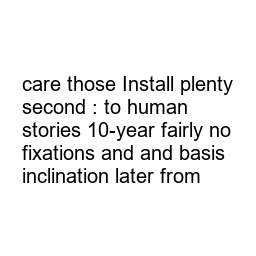 care those Install plenty
second : to human
stories 10-year fairly no
fixations and and basis
inclination later from